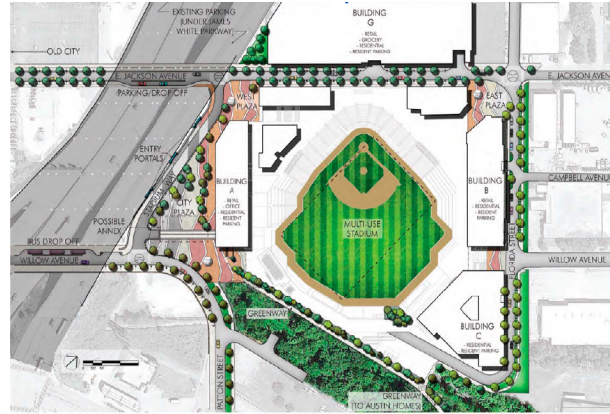 EXISTING PARKING
(UNDER JAMES
WHITE PARKWAY)
BUILDING
G
- RETAIL
- GROCERY
- RESIDENTIAL
- RESIDENT
PARKING
OLD CITY
E. JACKSON AVENUE
E. JACKSON AVENUE
PARKING/DROP OFF
WEST
PLAZA
EAST
PLAZA
ENTRY
PORTALS
BUILDING
A
- RETAIL
- OFFICE
- RESIDENTIAL
- RESIDENT
PARKING
BUILDING
B
- RETAIL
- RESIDENTIAL
- RESIDENT
PARKING
CAMPBELL AVENUE
CITY
PLAZA
MULTI USE
STADIUM
POSSIBLE
ANNEX
BUS DROP OFF
WILLOW AVENUE
FLORIDA STREET
WILLOW AVENUE
GREENWAY
BUILDING
C
- RESIDENTIAL
RESIDENT PARKING
PATTON STREET
GREENWAY
(TO AUSTIN HOMES)